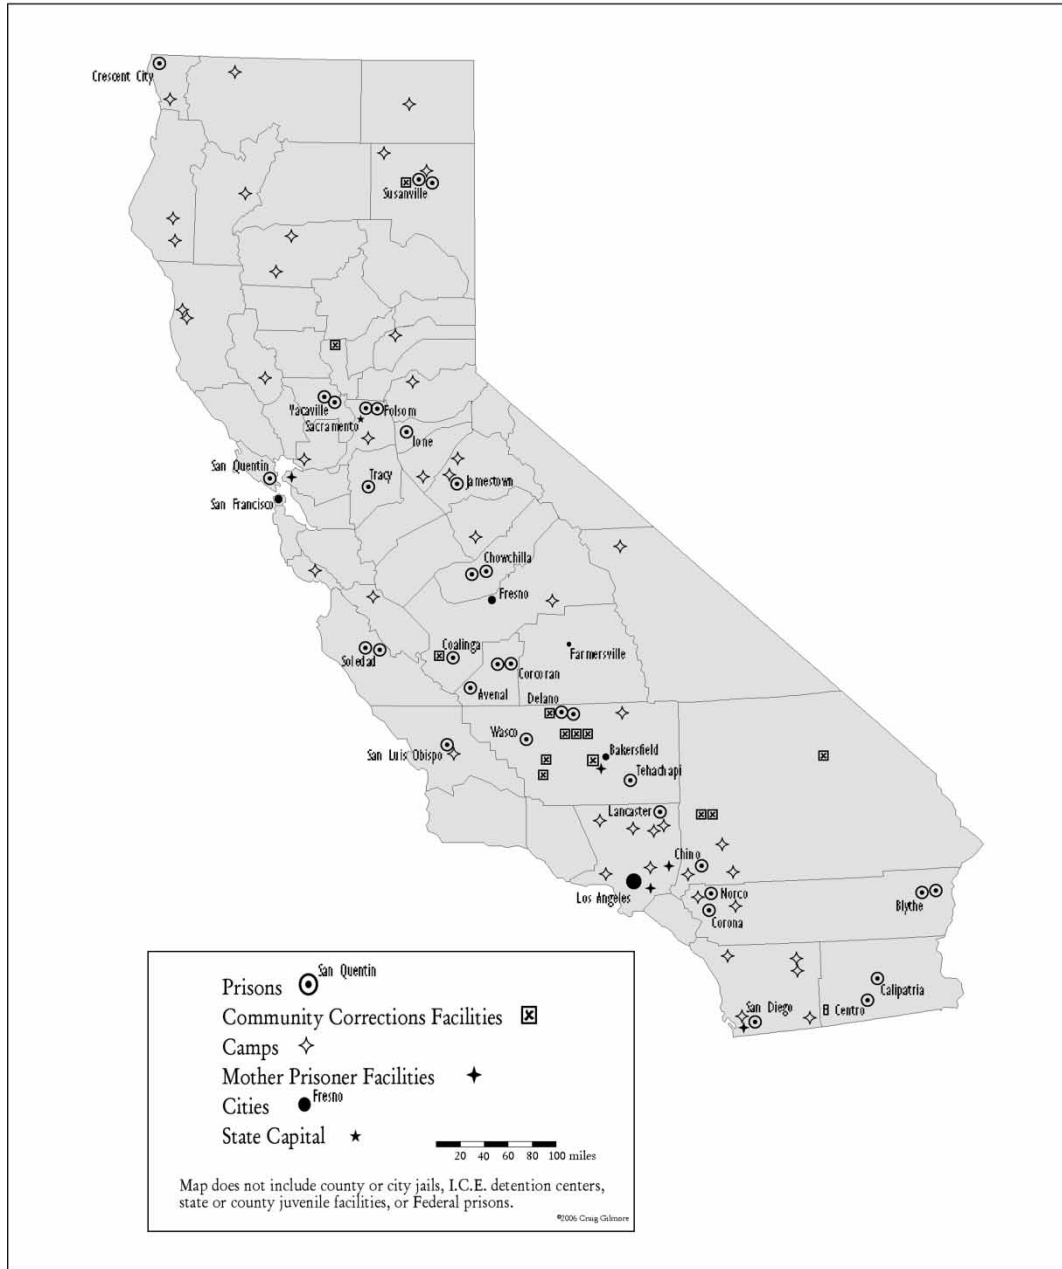 Crescent City
Susanville
Vacaville
Folsom
Sacramento
Ione
San Quentin
Tracy
Jamestown
San Francisco
Chowchilla
Fresno
Coalinga
Farmersville
Soledad
Corcoran
Avenal
Delano
Wasco
San Luis Obispo
Bakersfield
Tehachapi
Lancaster
Chino
Los Angeles
Norco
Blythe
Corona
Calipatria
San Diego
El Centro
Prisons San Quentin
Community Corrections Facilities
Camps
Mother Prisoner Facilities
Cities Fresno
State Capital
20 40 60 80 100 miles
Map does not include county or city jails, I.C.E. detention centers,
state or county juvenile facilities, or Federal prisons.
©2006 Craig Gilmore